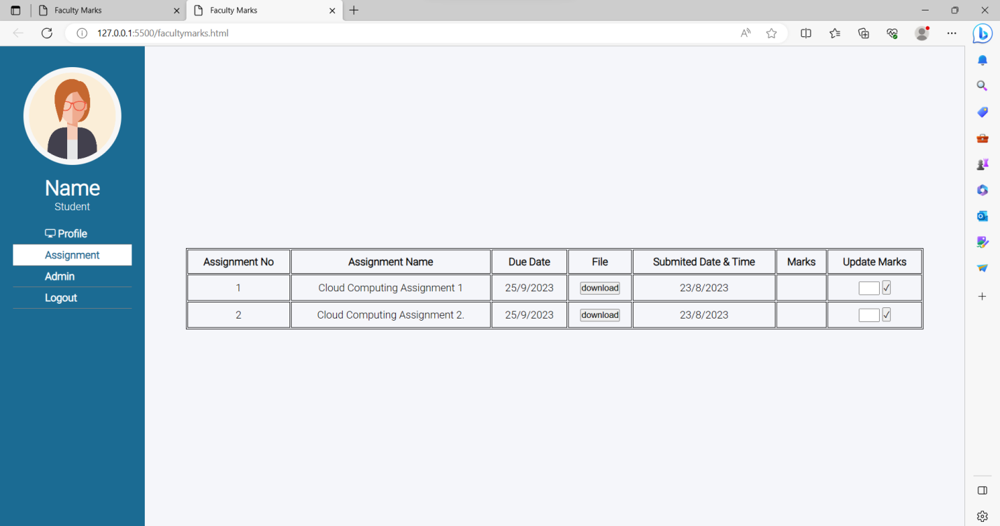 Faculty Marks
Faculty Marks
127.0.0.1:5500/facultymarks.html
Name
Student
Profile
Assignment
Admin
Logout
Assignment No Assignment Name Due Date File Submited Date & Time Marks Update Marks
1 Cloud Computing Assignment 1 25/9/2023 download 23/8/2023
2 Cloud Computing Assignment 2. 25/9/2023 download 23/8/2023